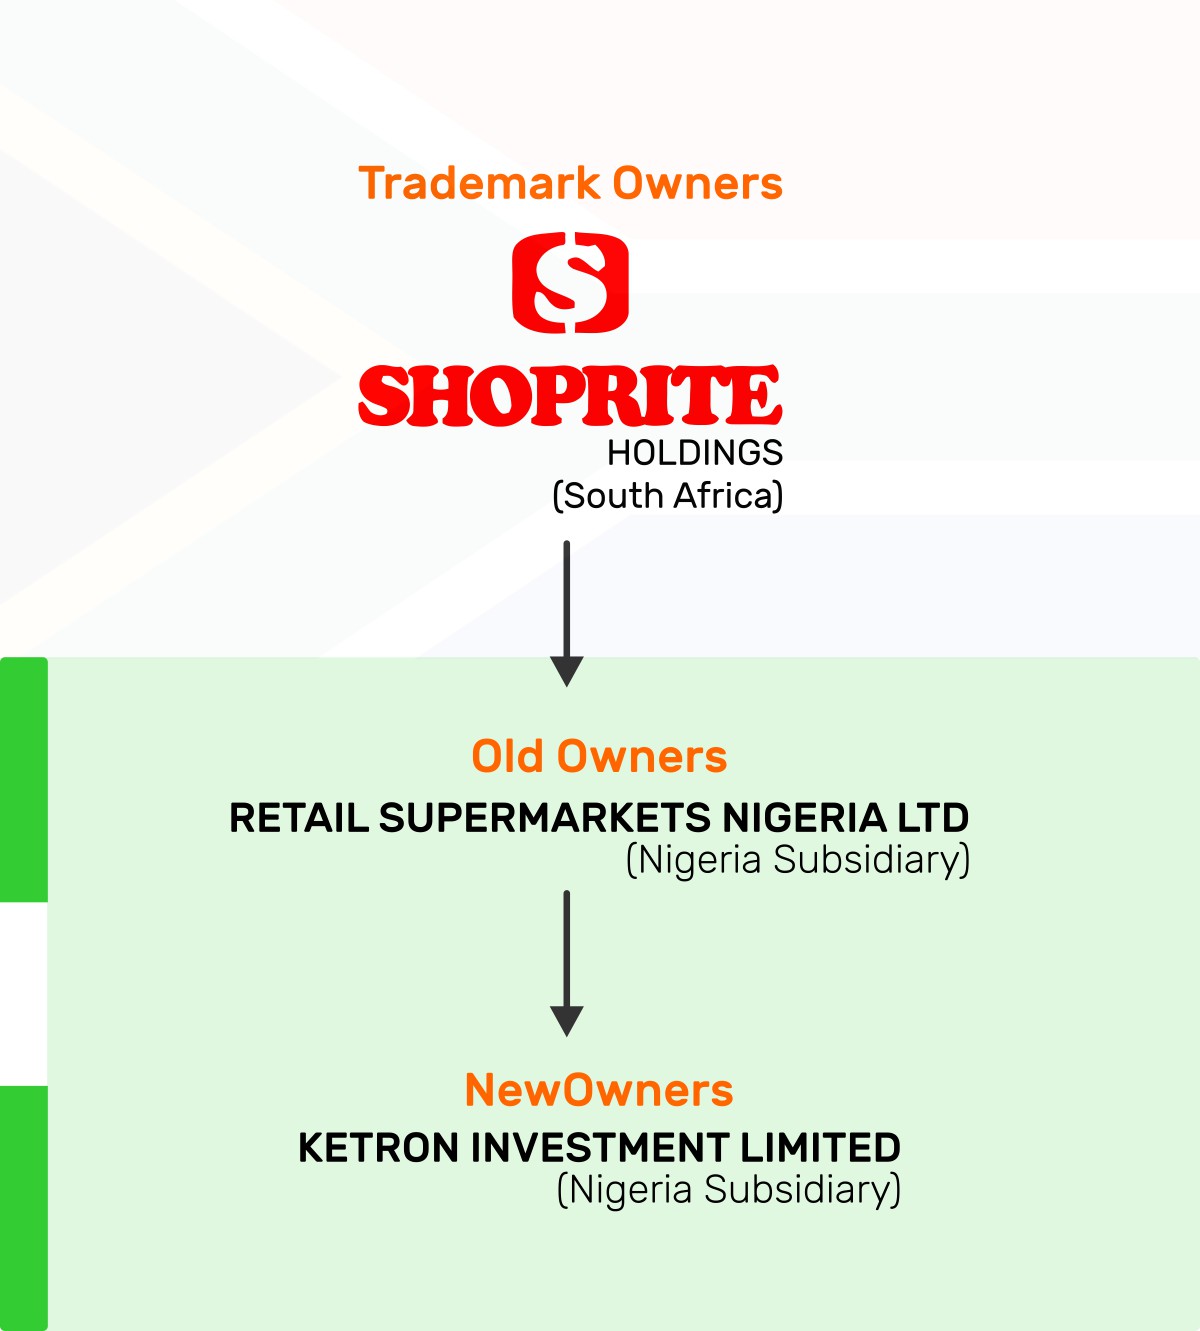 Trademark Owners
S
SHOPRITE
HOLDINGS
(South Africa)
Old Owners
RETAIL SUPERMARKETS NIGERIA LTD
(Nigeria Subsidiary)
NewOwners
KETRON INVESTMENT LIMITED
(Nigeria Subsidiary)